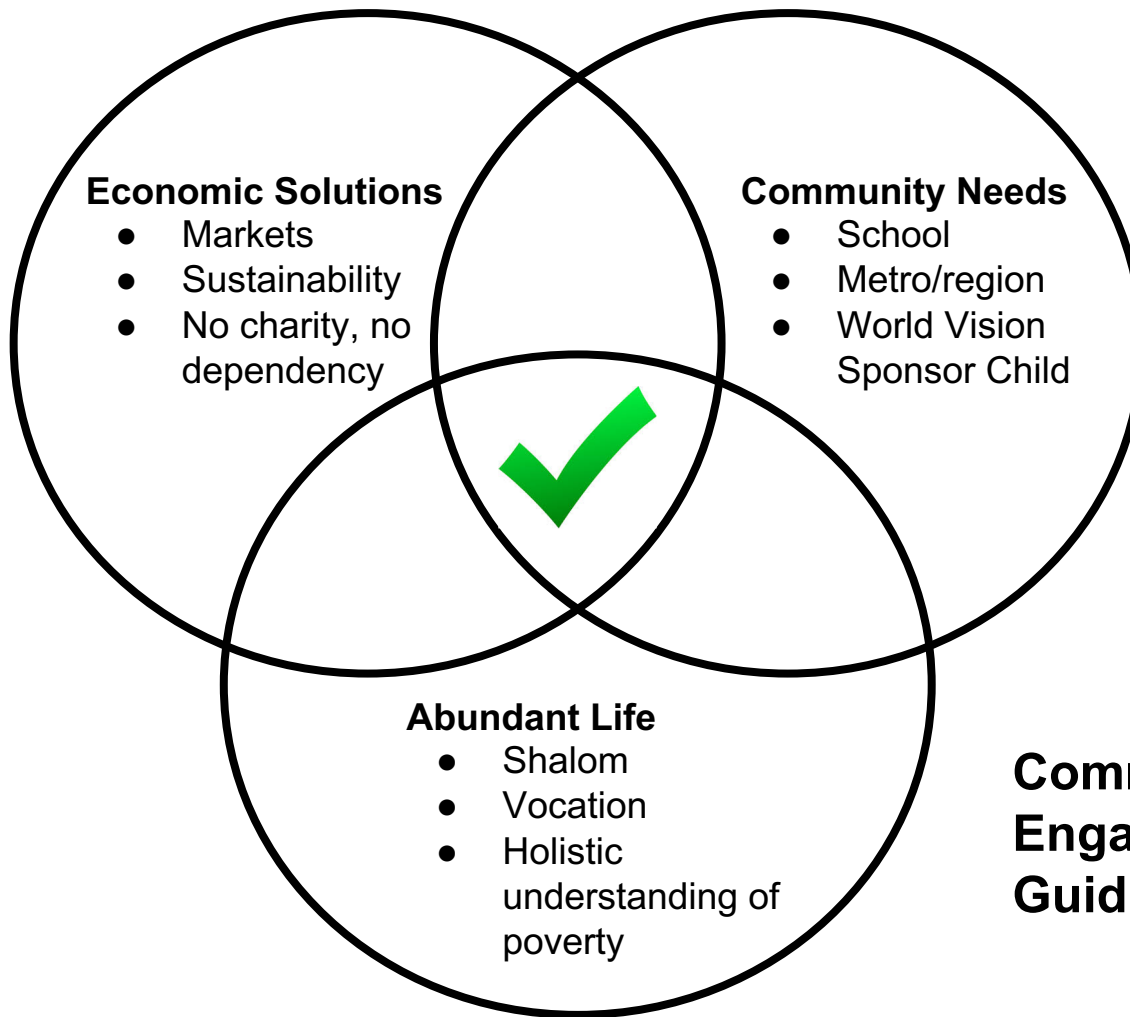 Economic Solutions
● Markets
● Sustainability
● No charity, no
dependency
Community Needs
● School
● Metro/region
● World Vision
Sponsor Child
Abundant Life
● Shalom
● Vocation
● Holistic
understanding of
poverty